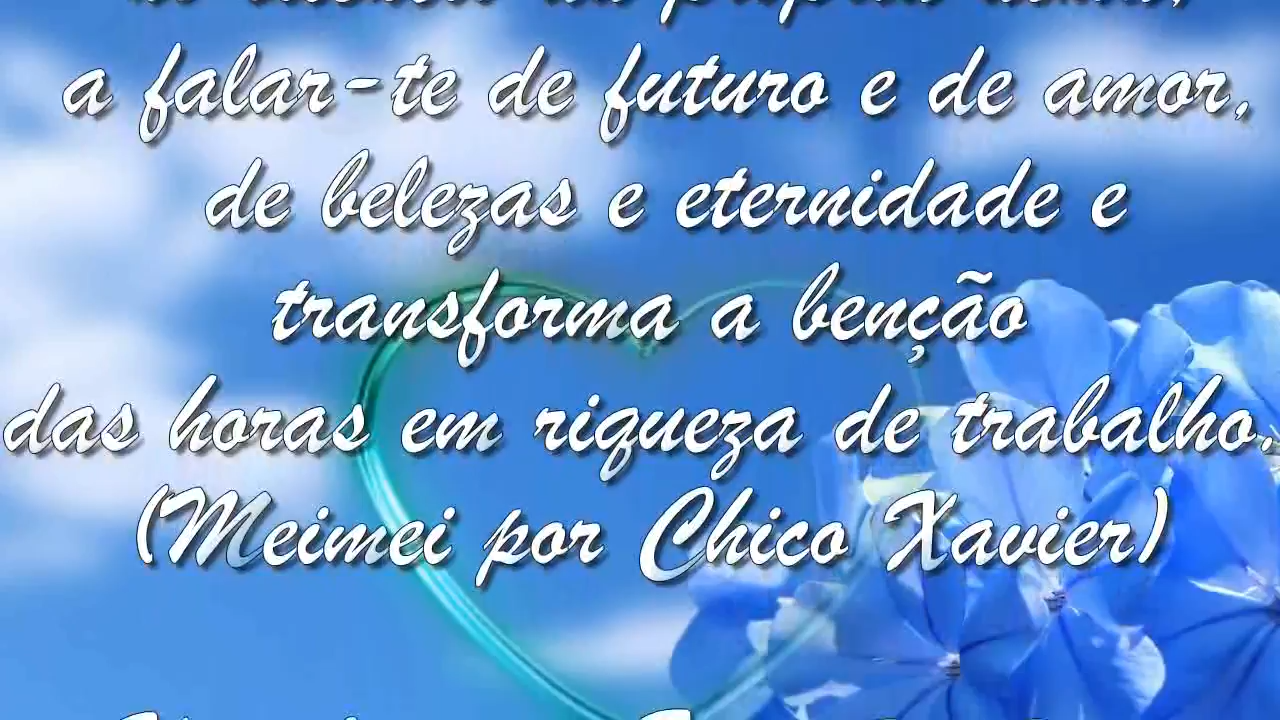 a falar-te de futuro e de amor,
de belezas e eternidade e
transforma a benção
das horas em riqueza de trabalho.
(Meimei por Chico Xavier)